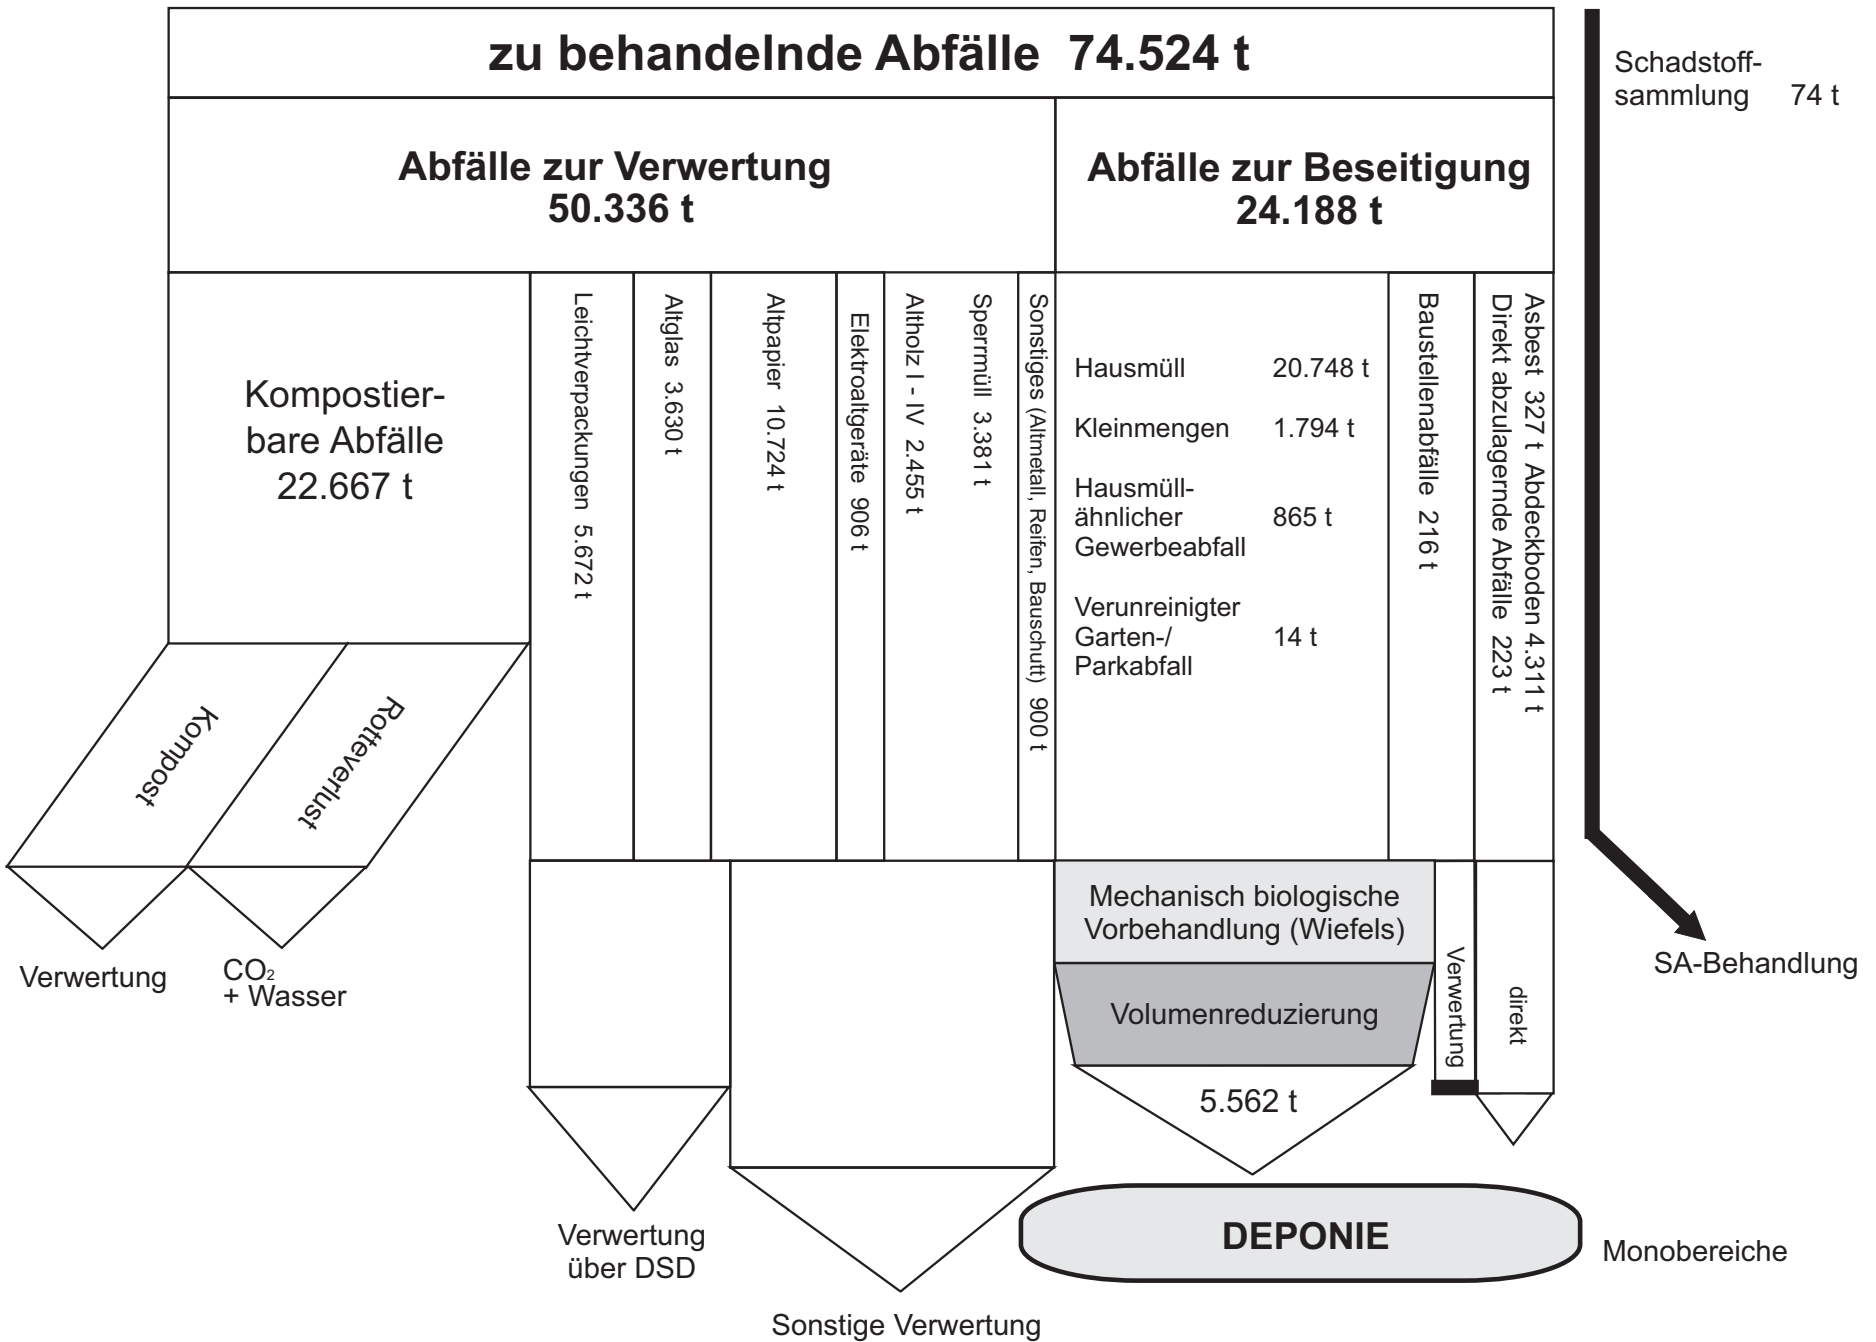 zu behandelnde Abfälle 74.524 t
Schadstoff-
sammlung 74 t
Abfälle zur Verwertung
50.336 t
Abfälle zur Beseitigung
24.188 t
Kompostier-
bare Abfälle
22.667 t
Leichtverpackungen 5.672 t
Altglas 3.630 t
Altpapier 10.724 t
Elektroaltgeräte 906 t
Altholz I - IV 2.455 t
Sperrmüll 3.381 t
Sonstiges (Altmetall, Reifen, Bauschutt) 900 t
Hausmüll 20.748 t
Kleinmengen 1.794 t
Hausmüll-
ähnlicher 865 t
Gewerbeabfall
Verunreinigter
Garten-/ 14 t
Parkabfall
Baustellenabfälle 216 t
Asbest 327 t Abdeckboden 4.311 t
Direkt abzulagernde Abfälle 223 t
Kompost
Rotteverlust
Verwertung
CO2
+ Wasser
Mechanisch biologische
Vorbehandlung (Wiefels)
Volumenreduzierung
5.562 t
Verwertung
direkt
SA-Behandlung
Verwertung
über DSD
Sonstige Verwertung
DEPONIE
Monobereiche